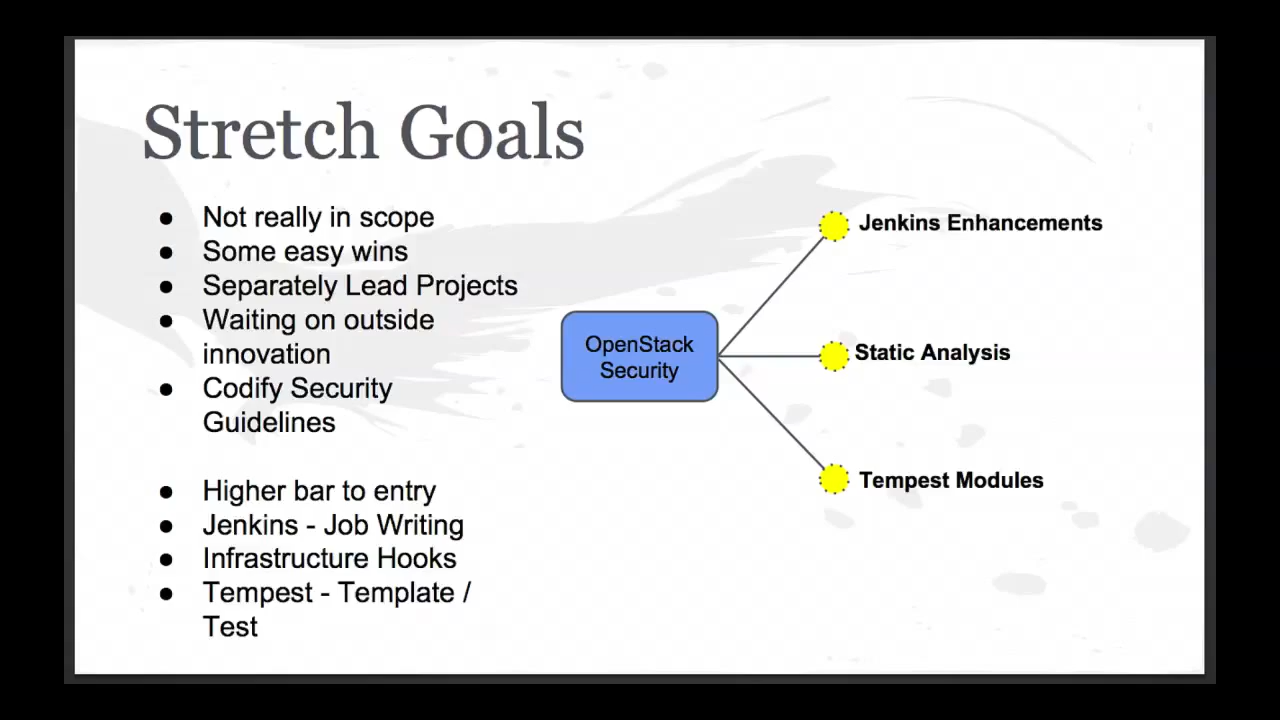 Stretch Goals
● Not really in scope
● Some easy wins
● Separately Lead Projects
● Waiting on outside
innovation
● Codify Security
Guidelines
● Higher bar to entry
● Jenkins - Job Writing
● Infrastructure Hooks
● Tempest - Template /
Test
OpenStack
Security
Jenkins Enhancements
Static Analysis
Tempest Modules